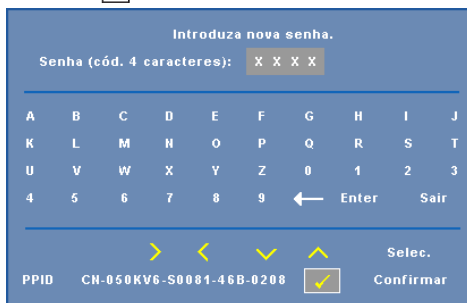 Introduza nova senha.
Senha (cód. 4 caracteres): X X X X
A B C D E F G H I J
K L M N O P Q R S T
U V W X Y Z 0 1 2 3
4 5 6 7 8 9 ← Enter Sair
> < ∨ ∧ Selec.
PPID CN-050KV6-S0081-46B-0208 ✓ Confirmar